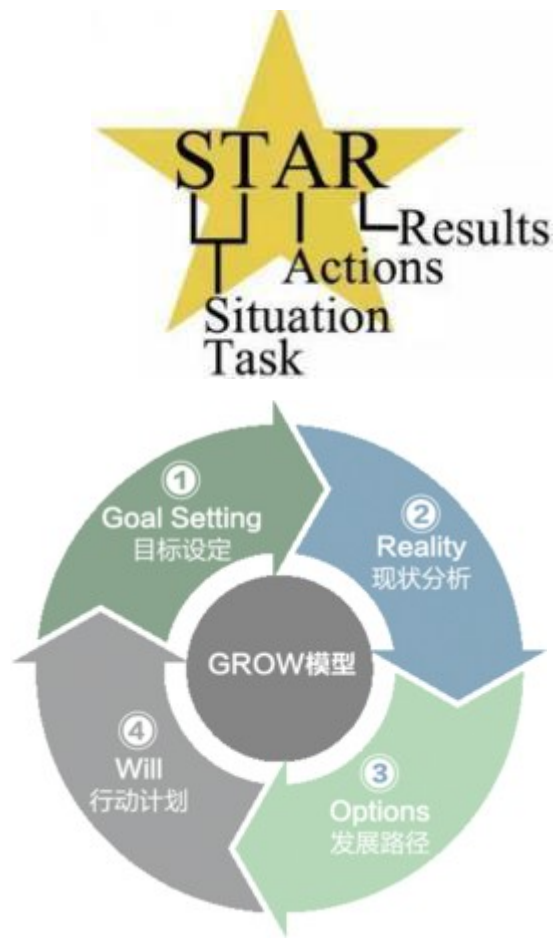 STAR
Results
Actions
Situation
Task
①
Goal Setting
目标设定
②
Reality
现状分析
GROW模型
④
Will
行动计划
③
Options
发展路径